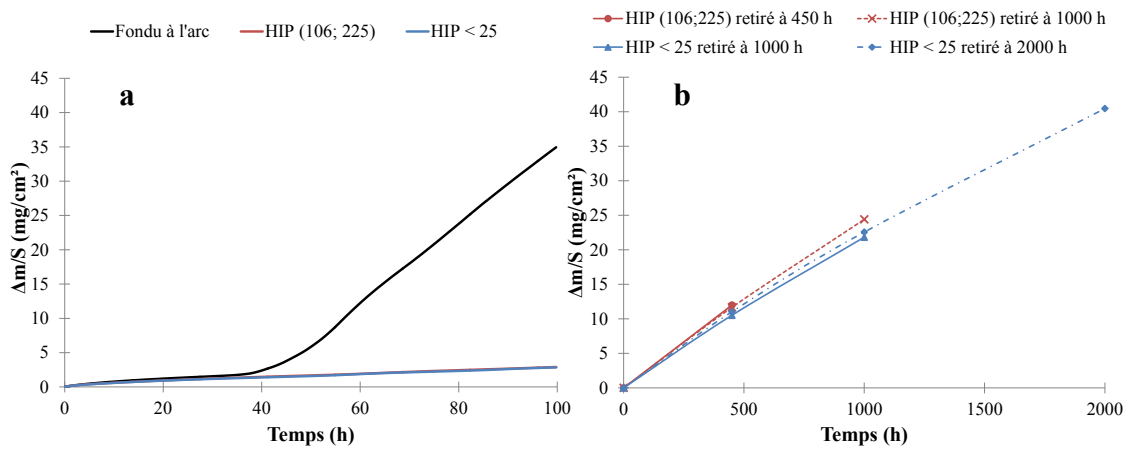 Fondu à l'arc HIP (106; 225) HIP < 25
a
Δm/S (mg/cm²)
45
40
35
30
25
20
15
10
5
0
0 20 40 60 80 100
Temps (h)
HIP (106;225) retiré à 450 h HIP (106;225) retiré à 1000 h
HIP < 25 retiré à 1000 h HIP < 25 retiré à 2000 h
b
Δm/S (mg/cm²)
45
40
35
30
25
20
15
10
5
0
0 500 1000 1500 2000
Temps (h)